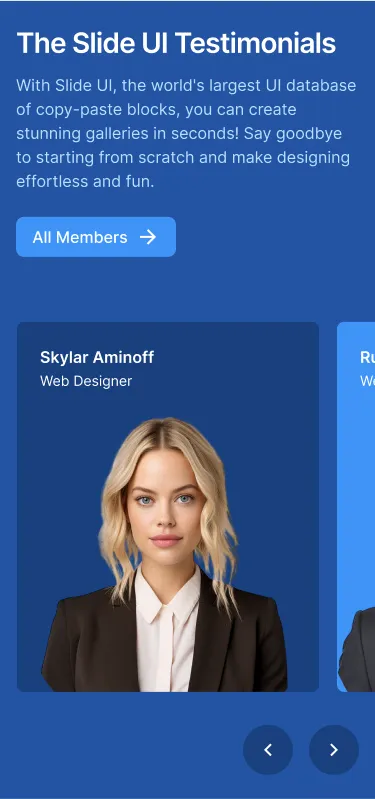 The Slide UI Testimonials
With Slide UI, the world's largest UI database
of copy-paste blocks, you can create
stunning galleries in seconds! Say goodbye
to starting from scratch and make designing
effortless and fun.
All Members
Skylar Aminoff
Web Designer